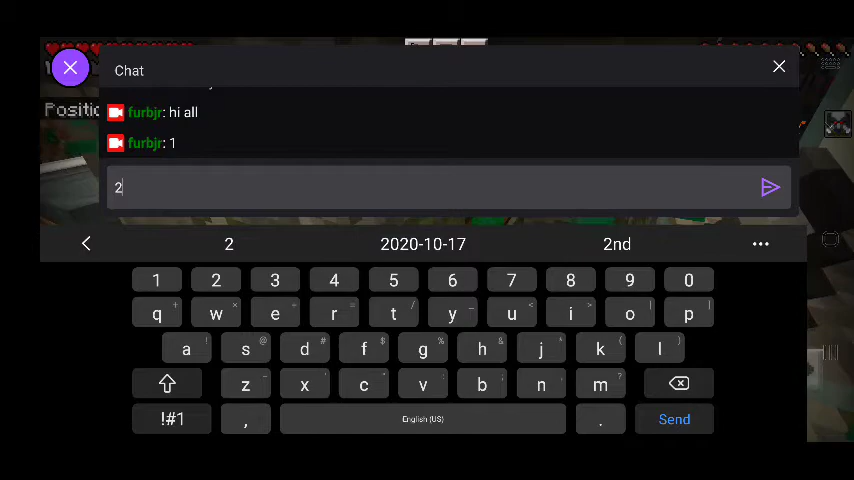 Chat
Positio
furbjr: hi all
furbjr: 1
2
2 2020-10-17 2nd •••
1 2 3 4 5 6 7 8 9 0
q + w × e ÷ r = t / y _ u < i > o [ p ]
a ! s @ d # f $ g % h & j * k ( l )
z - x ' c " v : b ; n , m ?
!#1 , English (US) . Send